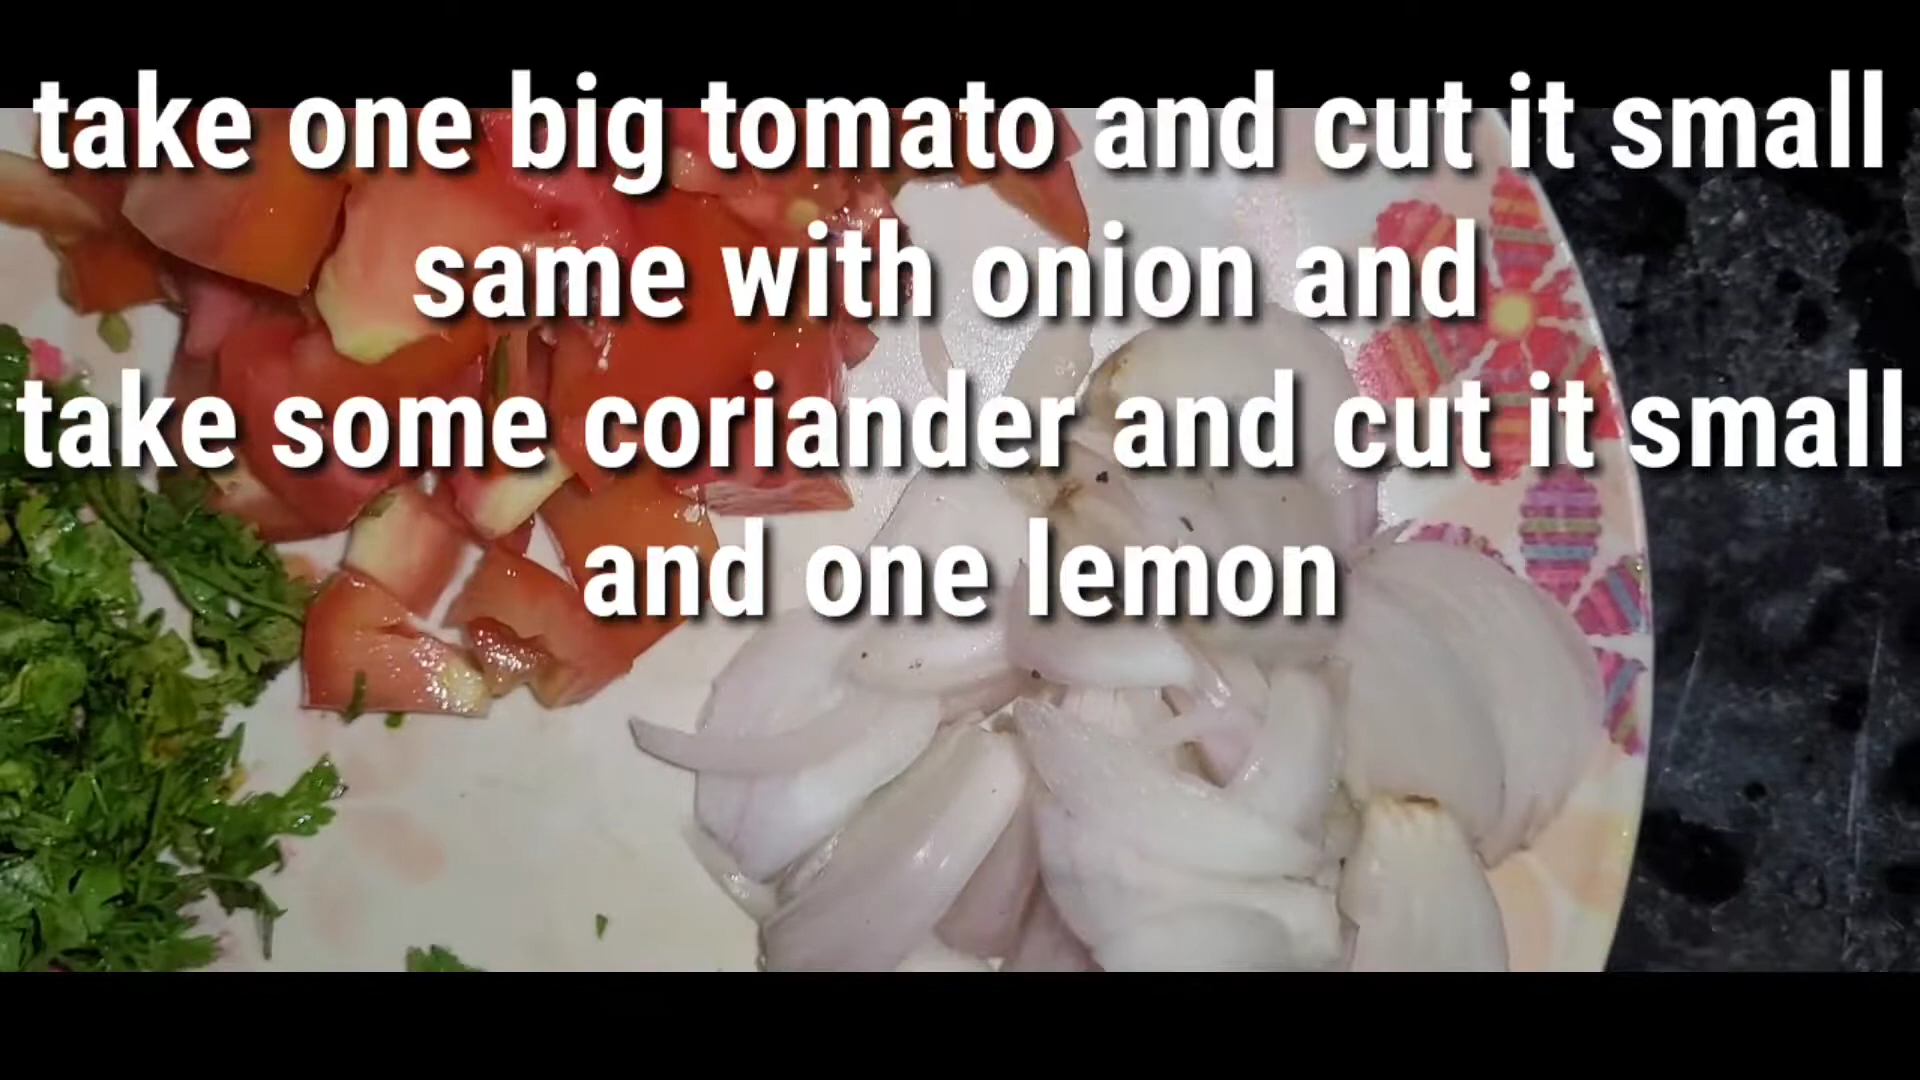 take one big tomato and cut it small
same with onion and
take some coriander and cut it small
and one lemon